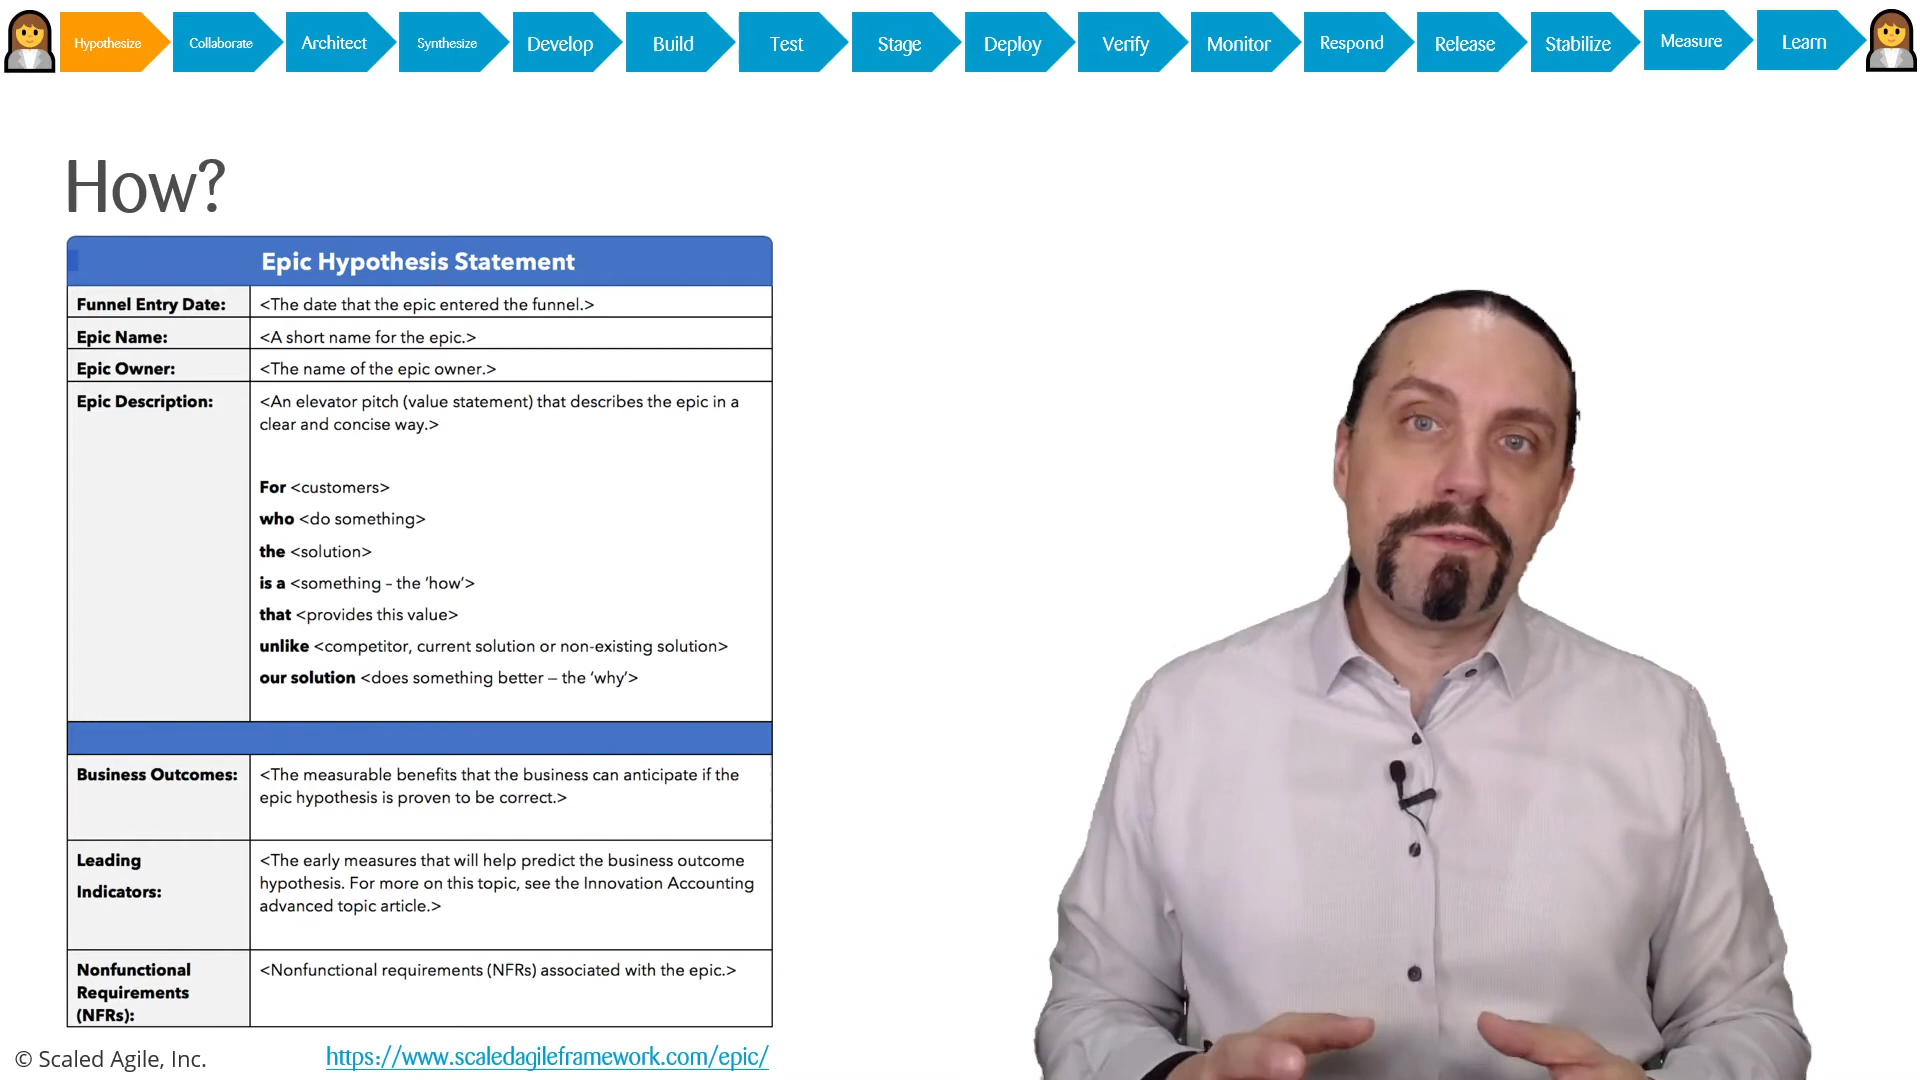 Hypothesize
Collaborate
Architect
Synthesize
Develop
Build
Test
Stage
Deploy
Verify
Monitor
Respond
Release
Stabilize
Measure
Learn
How?
Epic Hypothesis Statement
Funnel Entry Date: <The date that the epic entered the funnel.>
Epic Name: <A short name for the epic.>
Epic Owner: <The name of the epic owner.>
Epic Description: <An elevator pitch (value statement) that describes the epic in a
clear and concise way.>
For <customers>
who <do something>
the <solution>
is a <something – the ‘how’>
that <provides this value>
unlike <competitor, current solution or non-existing solution>
our solution <does something better – the ‘why’>
Business Outcomes: <The measurable benefits that the business can anticipate if the
epic hypothesis is proven to be correct.>
Leading
Indicators:
<The early measures that will help predict the business outcome
hypothesis. For more on this topic, see the Innovation Accounting
advanced topic article.>
Nonfunctional
Requirements
(NFRs):
<Nonfunctional requirements (NFRs) associated with the epic.>
© Scaled Agile, Inc.
https://www.scaledagileframework.com/epic/